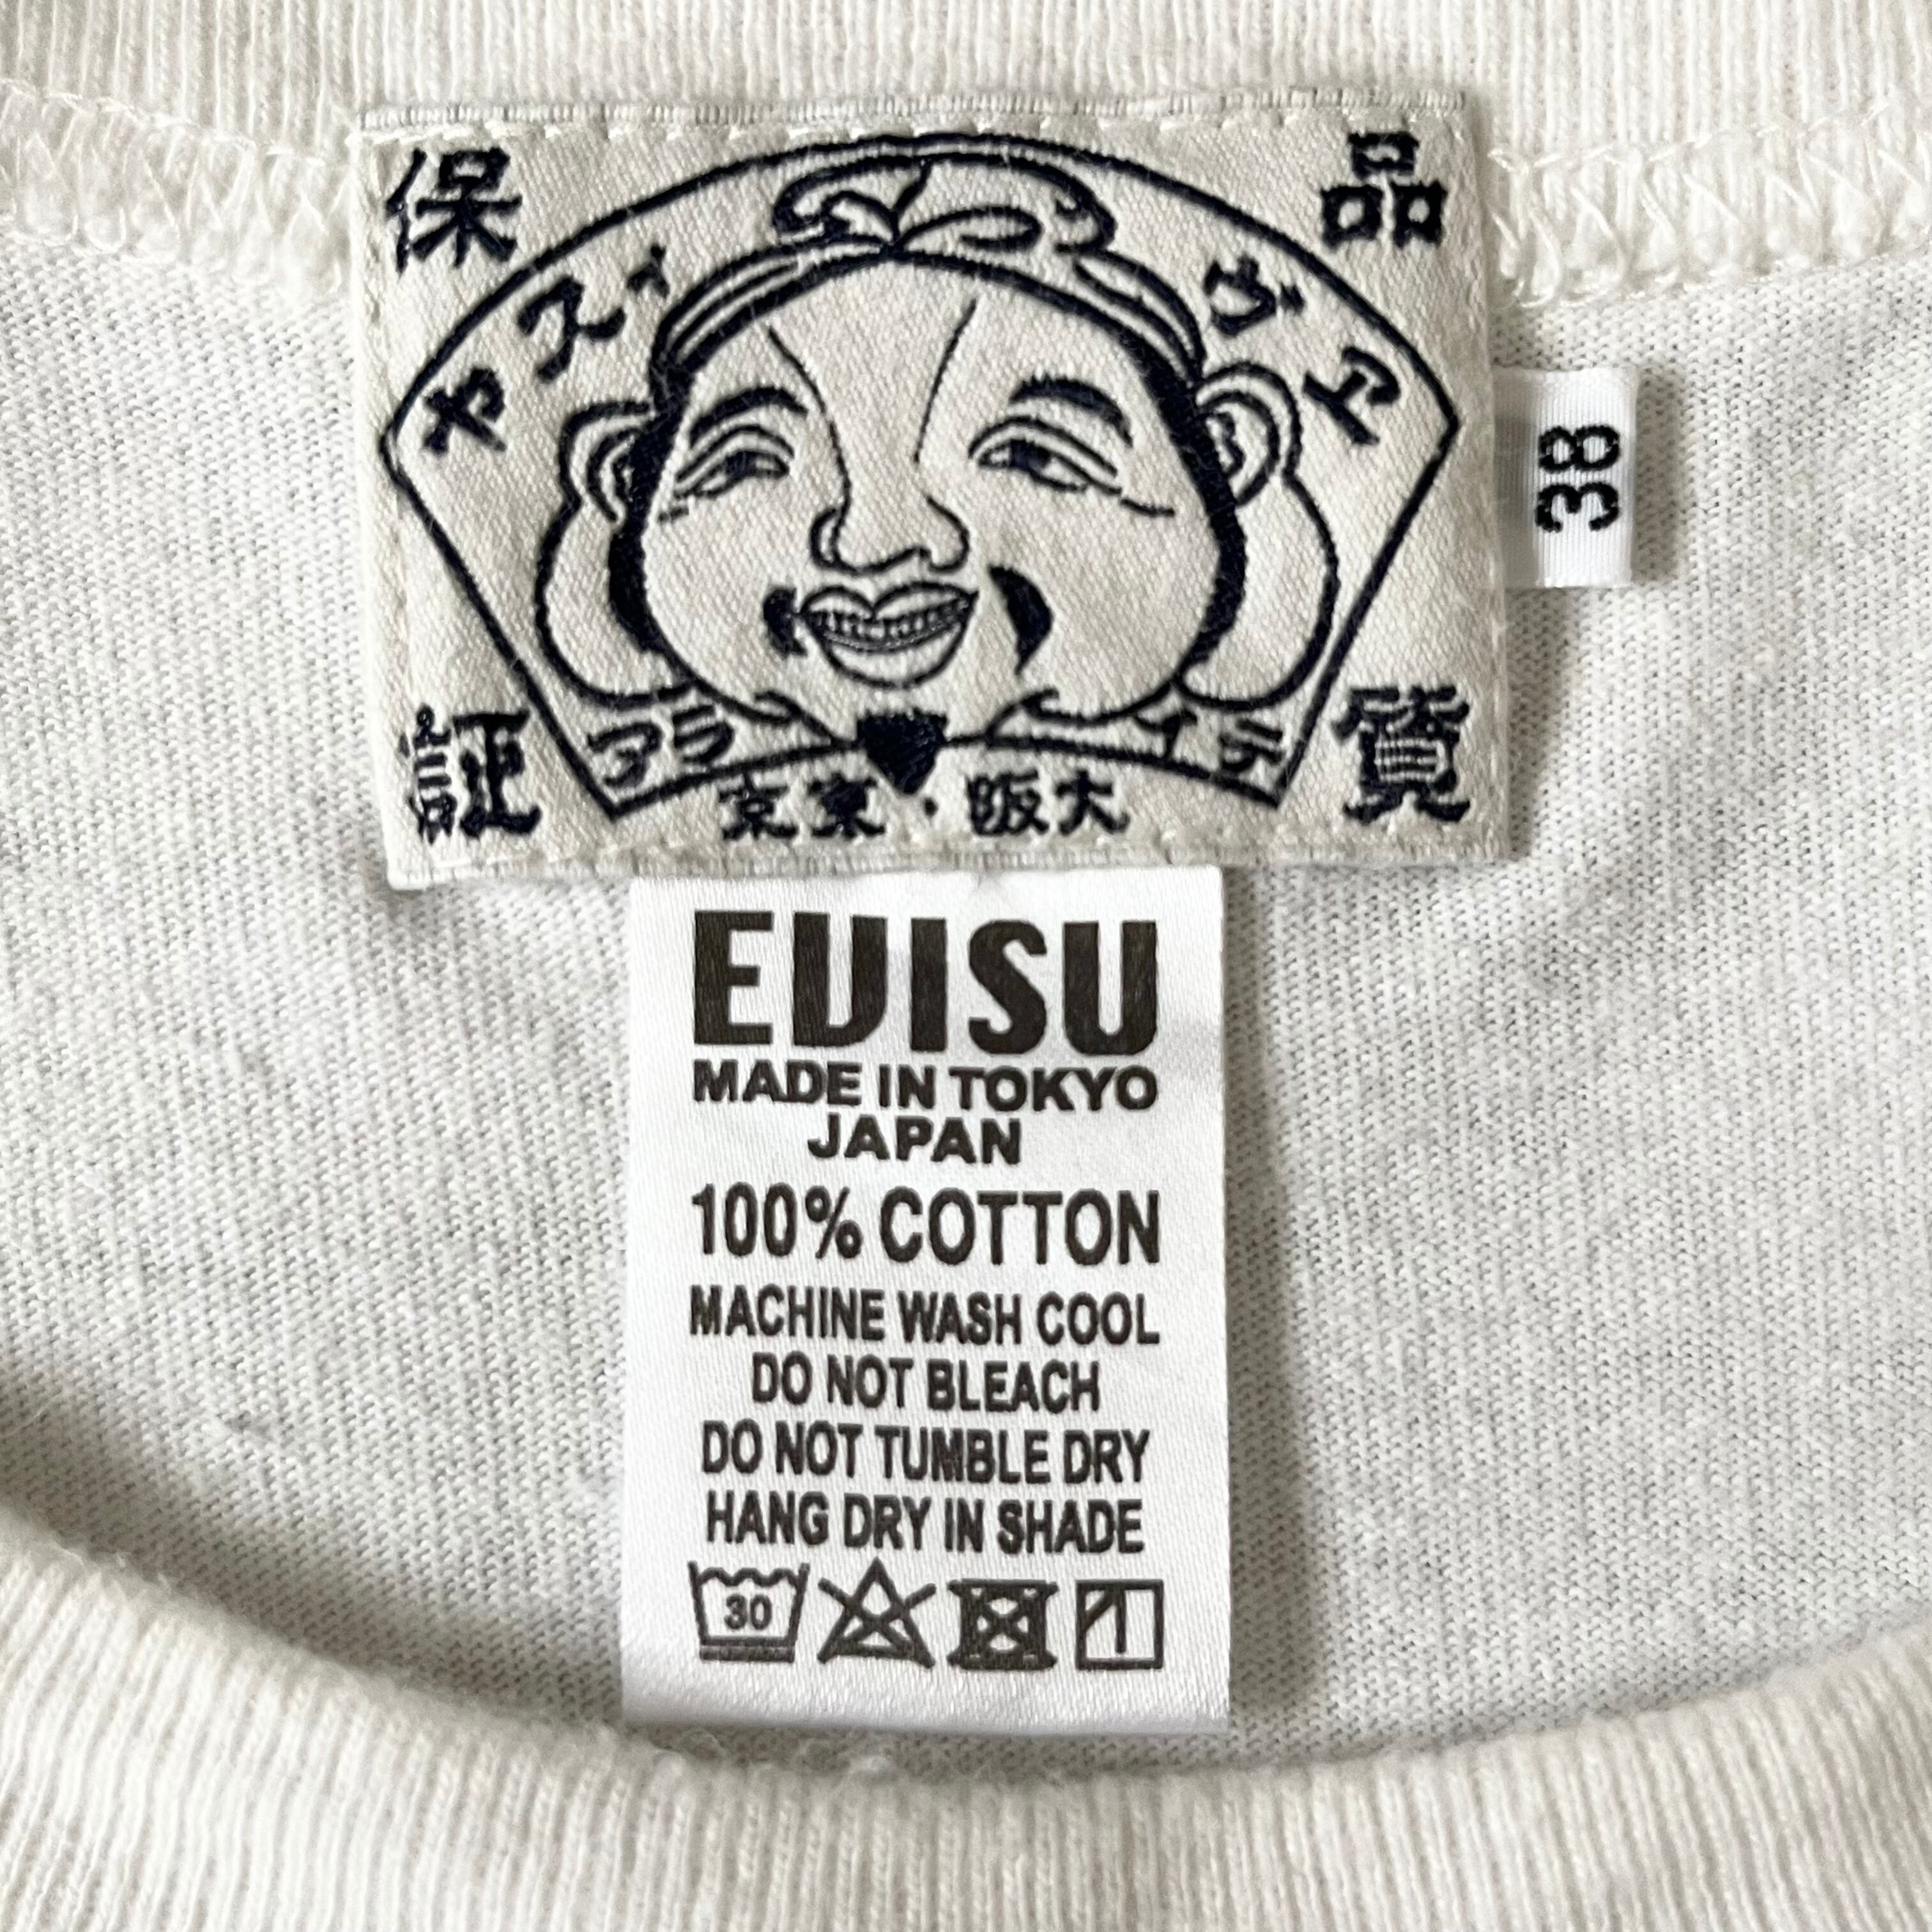 品質
保証
エヴィスヤ
テイラア
大阪・東京
38
EVISU
MADE IN TOKYO
JAPAN
100% COTTON
MACHINE WASH COOL
DO NOT BLEACH
DO NOT TUMBLE DRY
HANG DRY IN SHADE
30